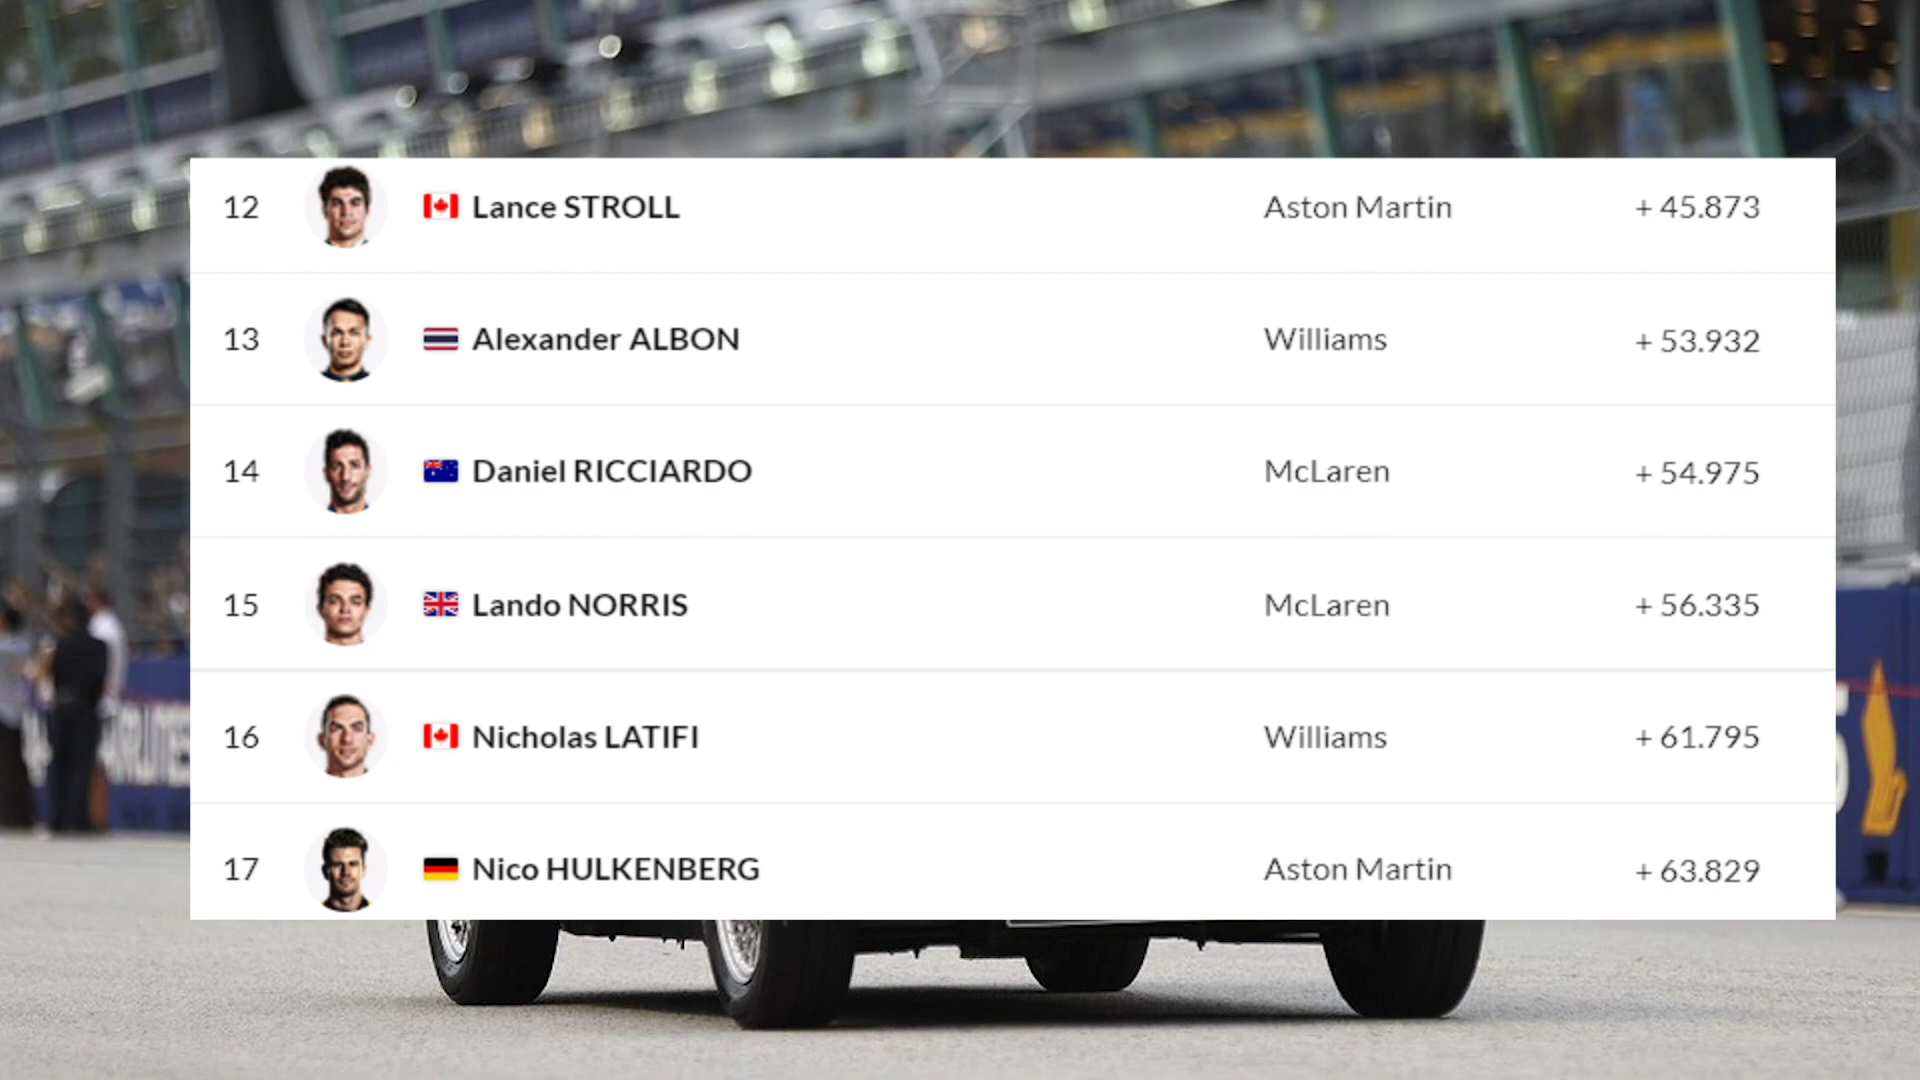 12 Lance STROLL Aston Martin + 45.873
13 Alexander ALBON Williams + 53.932
14 Daniel RICCIARDO McLaren + 54.975
15 Lando NORRIS McLaren + 56.335
16 Nicholas LATIFI Williams + 61.795
17 Nico HULKENBERG Aston Martin + 63.829